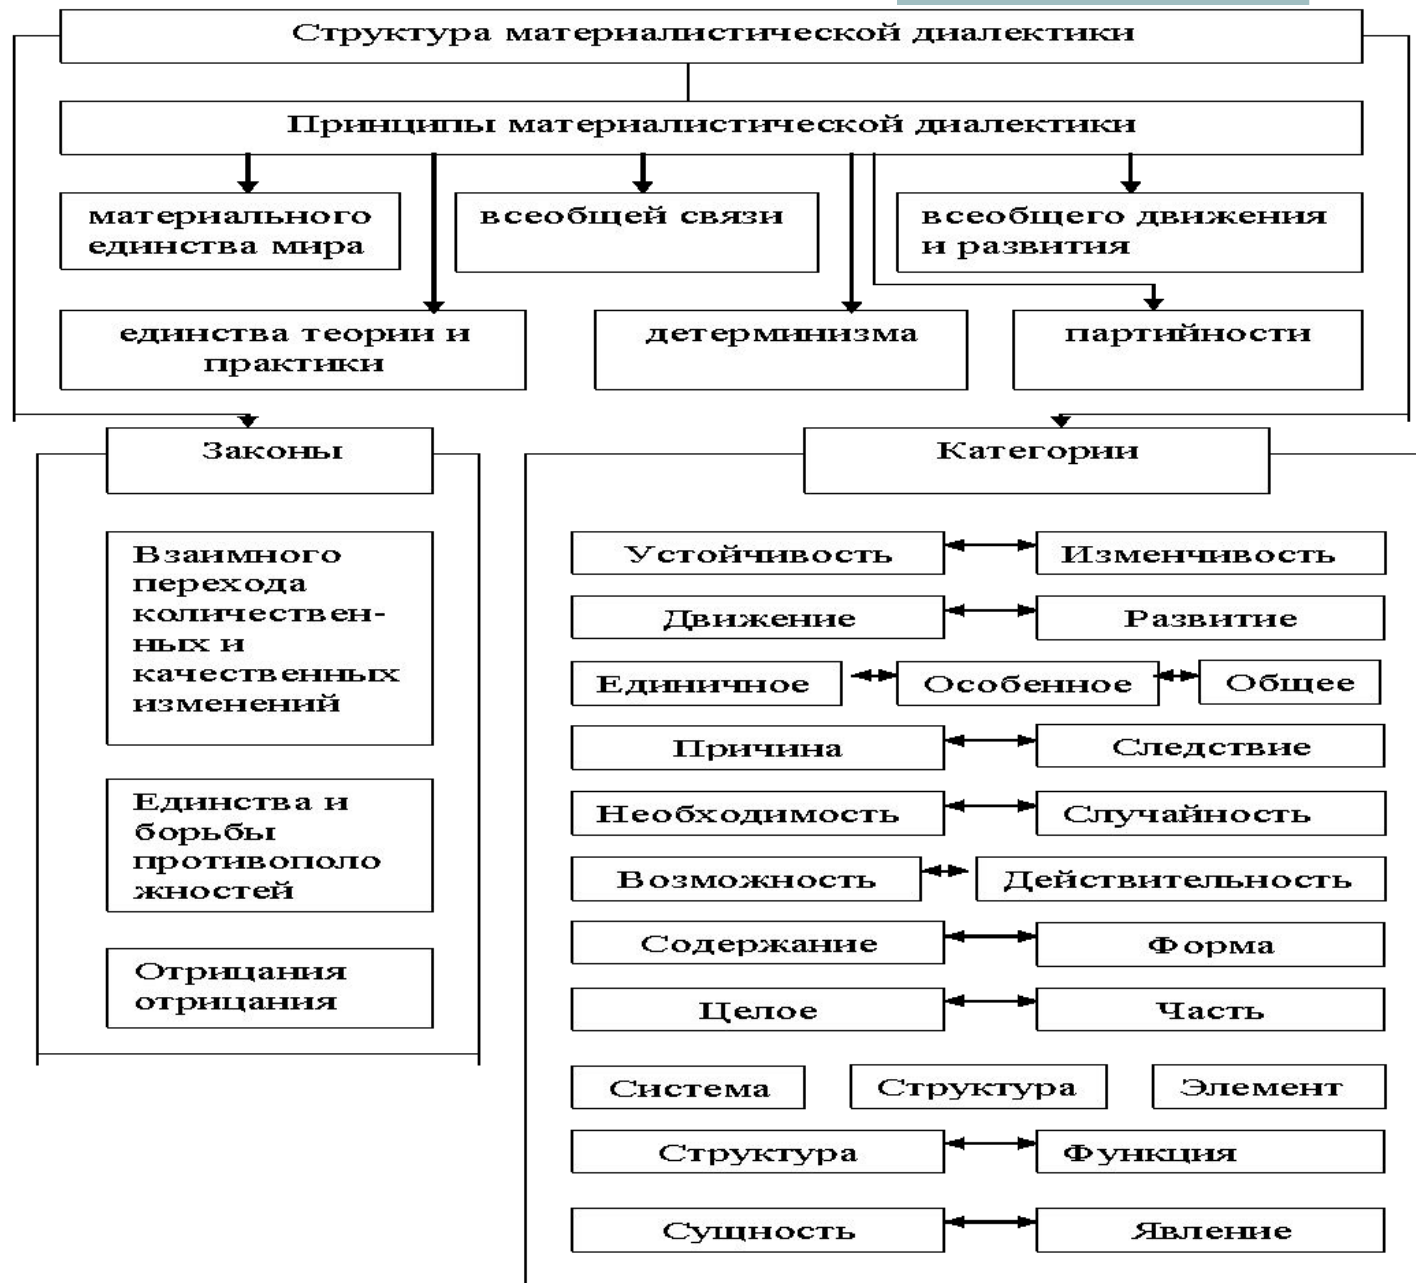 Структура материалистической диалектики
Принципы материалистической диалектики
материального
единства мира
всеобщей связи
всеобщего движения
и развития
единства теории и
практики
детерминизма
партийности
Законы
Взаимного
перехода
количествен-
ных и
качественных
изменений
Единства и
борьбы
противополо
жностей
Отрицания
отрицания
Категории
Устойчивость
Изменчивость
Движение
Развитие
Единичное
Особенное
Общее
Причина
Следствие
Необходимость
Случайность
Возможность
Действительность
Содержание
Форма
Целое
Часть
Система
Структура
Элемент
Структура
Функция
Сущность
Явление